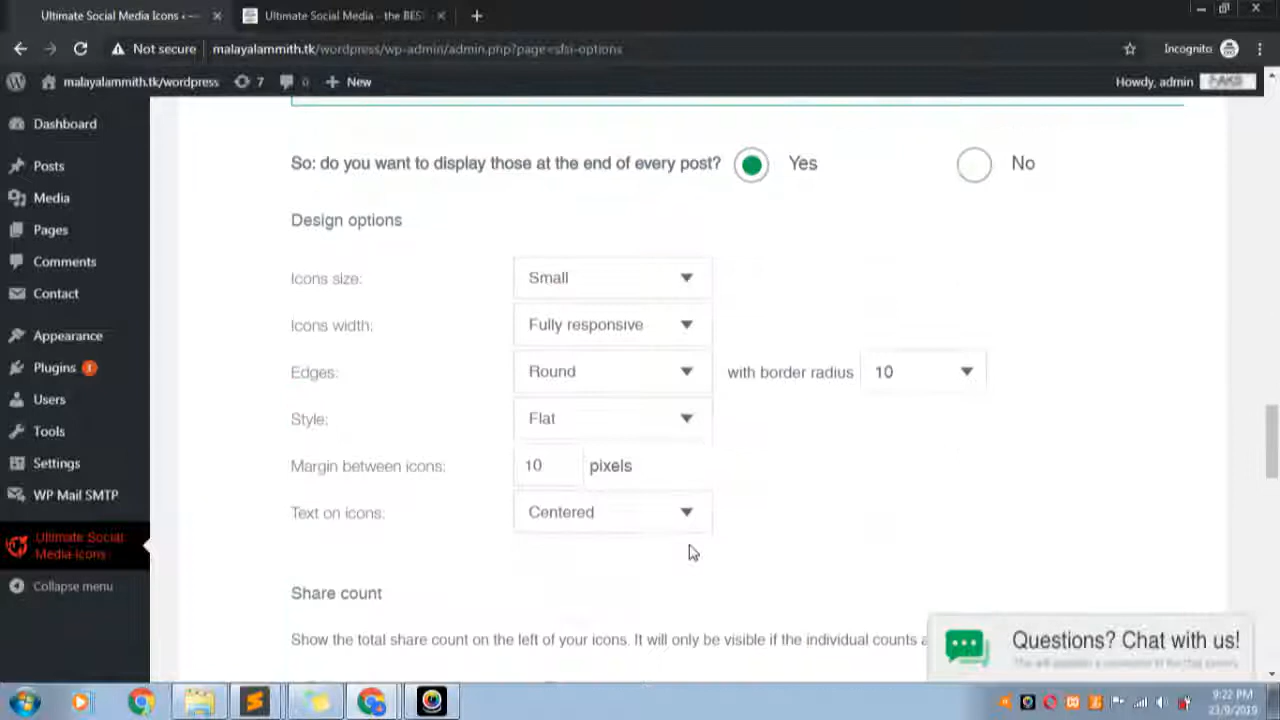 Ultimate Social Media Icons
Ultimate Social Media – the BES
Not secure
malayalammith.tk/wordpress/wp-admin/admin.php?page=sfsi-options
Incognito
malayalammith.tk/wordpress
7
0
New
Howdy, admin
Dashboard
Posts
Media
Pages
Comments
Contact
Appearance
Plugins 1
Users
Tools
Settings
WP Mail SMTP
Ultimate Social
Media Icons
Collapse menu
So: do you want to display those at the end of every post?
Yes
No
Design options
Icons size:
Small
Icons width:
Fully responsive
Edges:
Round
with border radius
10
Style:
Flat
Margin between icons:
10
pixels
Text on icons:
Centered
Share count
Show the total share count on the left of your icons. It will only be visible if the individual counts a
Questions? Chat with us!
9:22 PM
23/9/2019